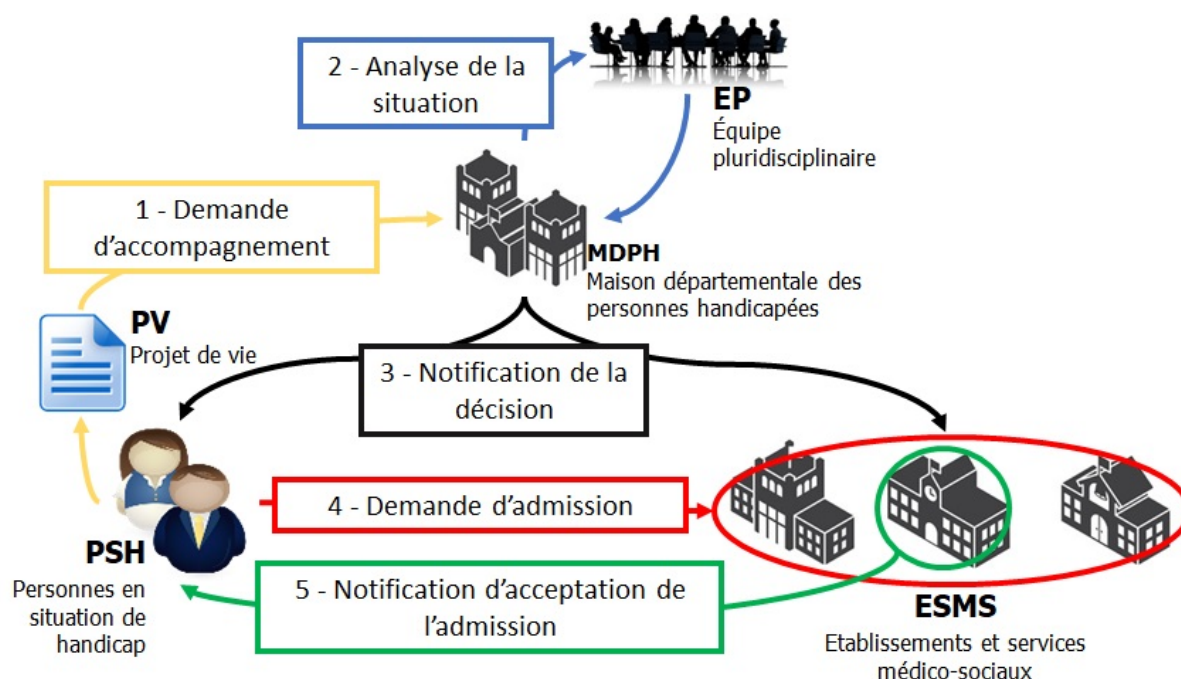 2 - Analyse de la
situation
EP
Équipe
pluridisciplinaire
1 - Demande
d'accompagnement
MDPH
Maison départementale des
personnes handicapées
PV
Projet de vie
3 - Notification de la
décision
4 - Demande d'admission
PSH
Personnes en
situation de
handicap
5 - Notification d'acceptation de
l'admission
ESMS
Etablissements et services
médico-sociaux